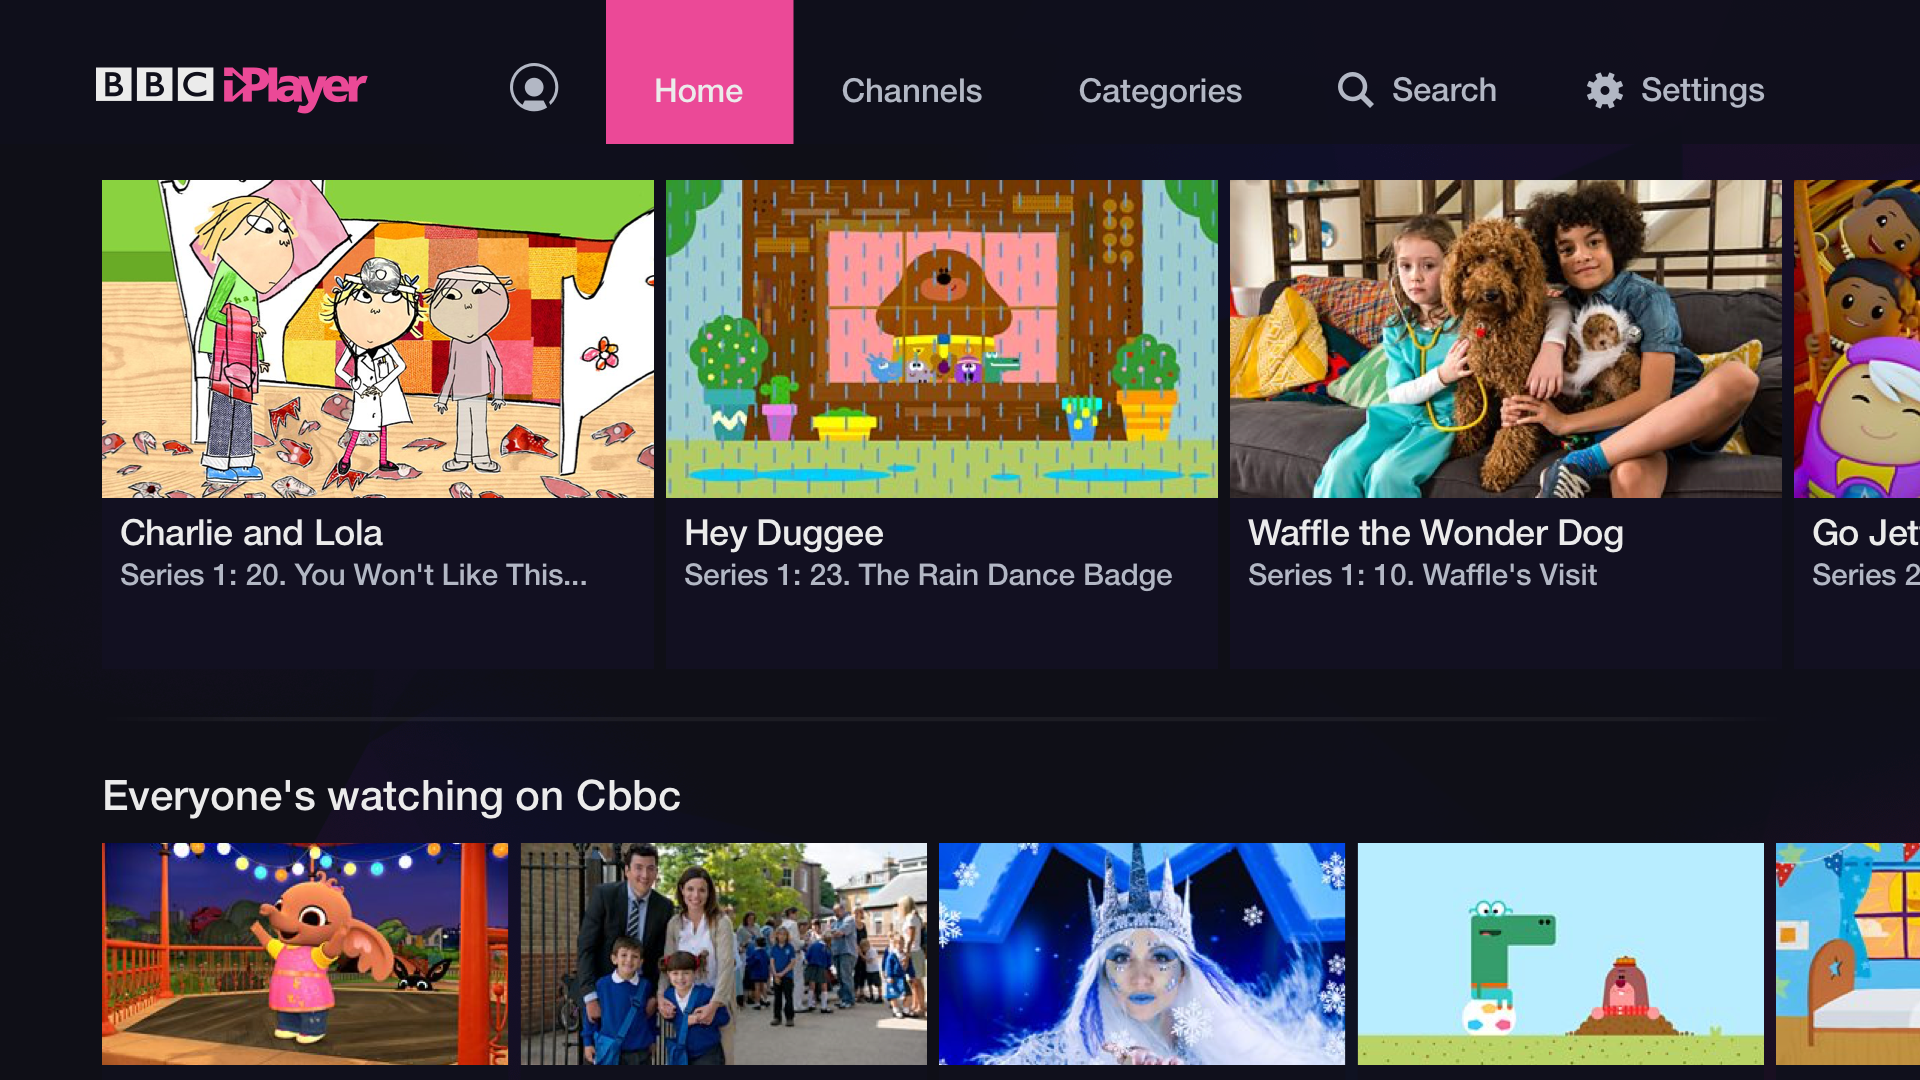 BBC iPlayer
Home
Channels
Categories
Search
Settings
Charlie and Lola
Series 1: 20. You Won't Like This...
Hey Duggee
Series 1: 23. The Rain Dance Badge
Waffle the Wonder Dog
Series 1: 10. Waffle's Visit
Go Jet
Series 2
Everyone's watching on Cbbc